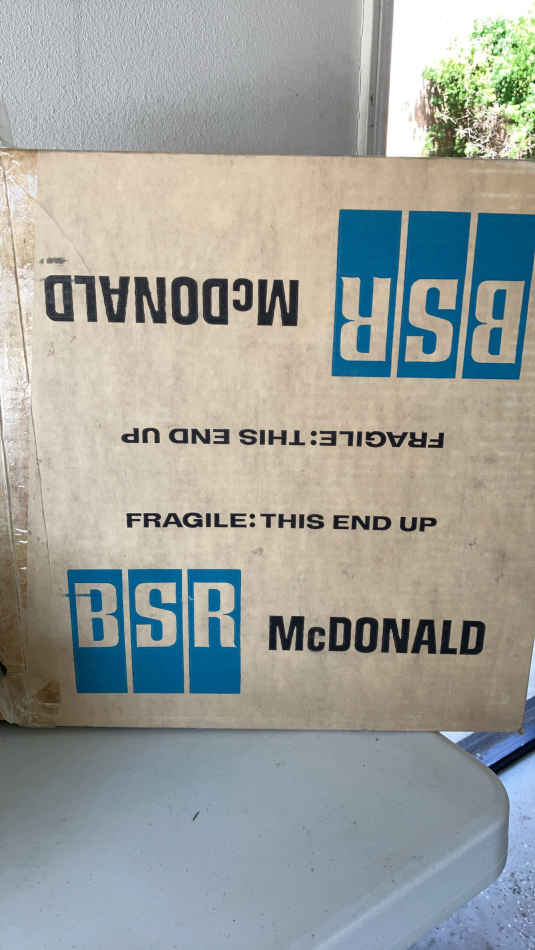 McDONALD
BSR
FRAGILE: THIS END UP
FRAGILE: THIS END UP
BSR
McDONALD